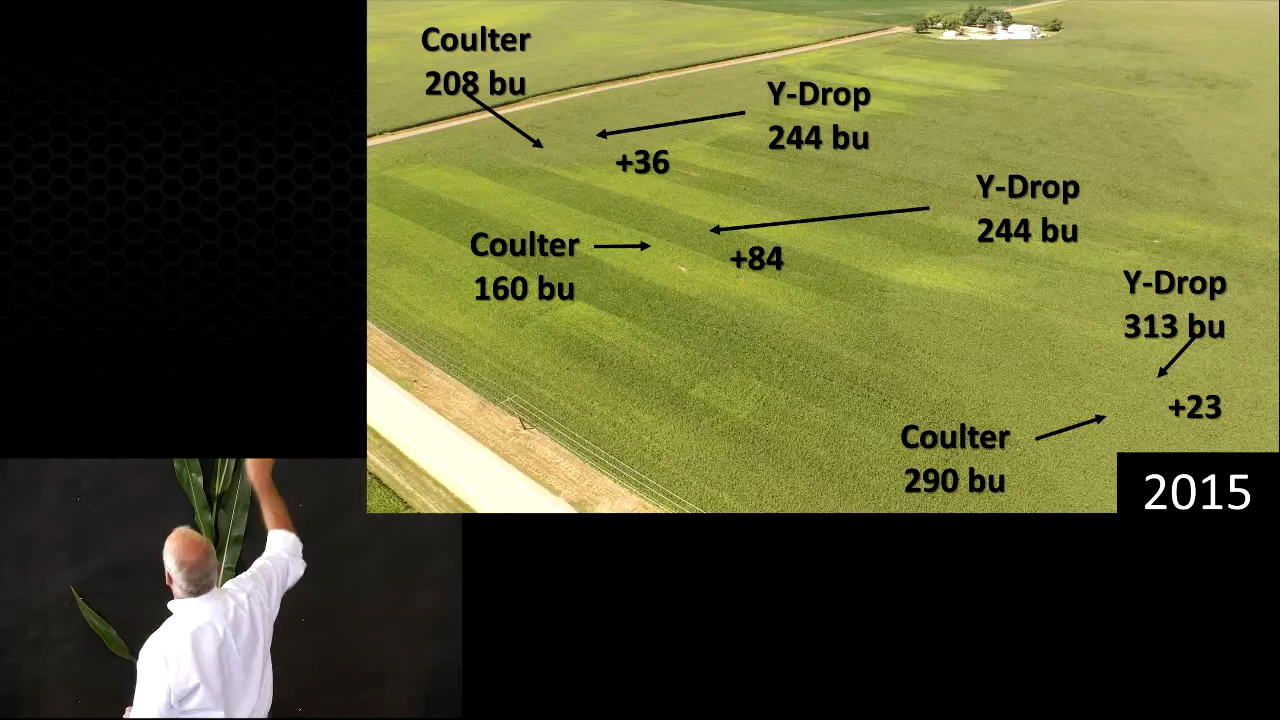 Coulter
208 bu
Y-Drop
244 bu
+36
Y-Drop
244 bu
Coulter
160 bu
+84
Y-Drop
313 bu
+23
Coulter
290 bu
2015